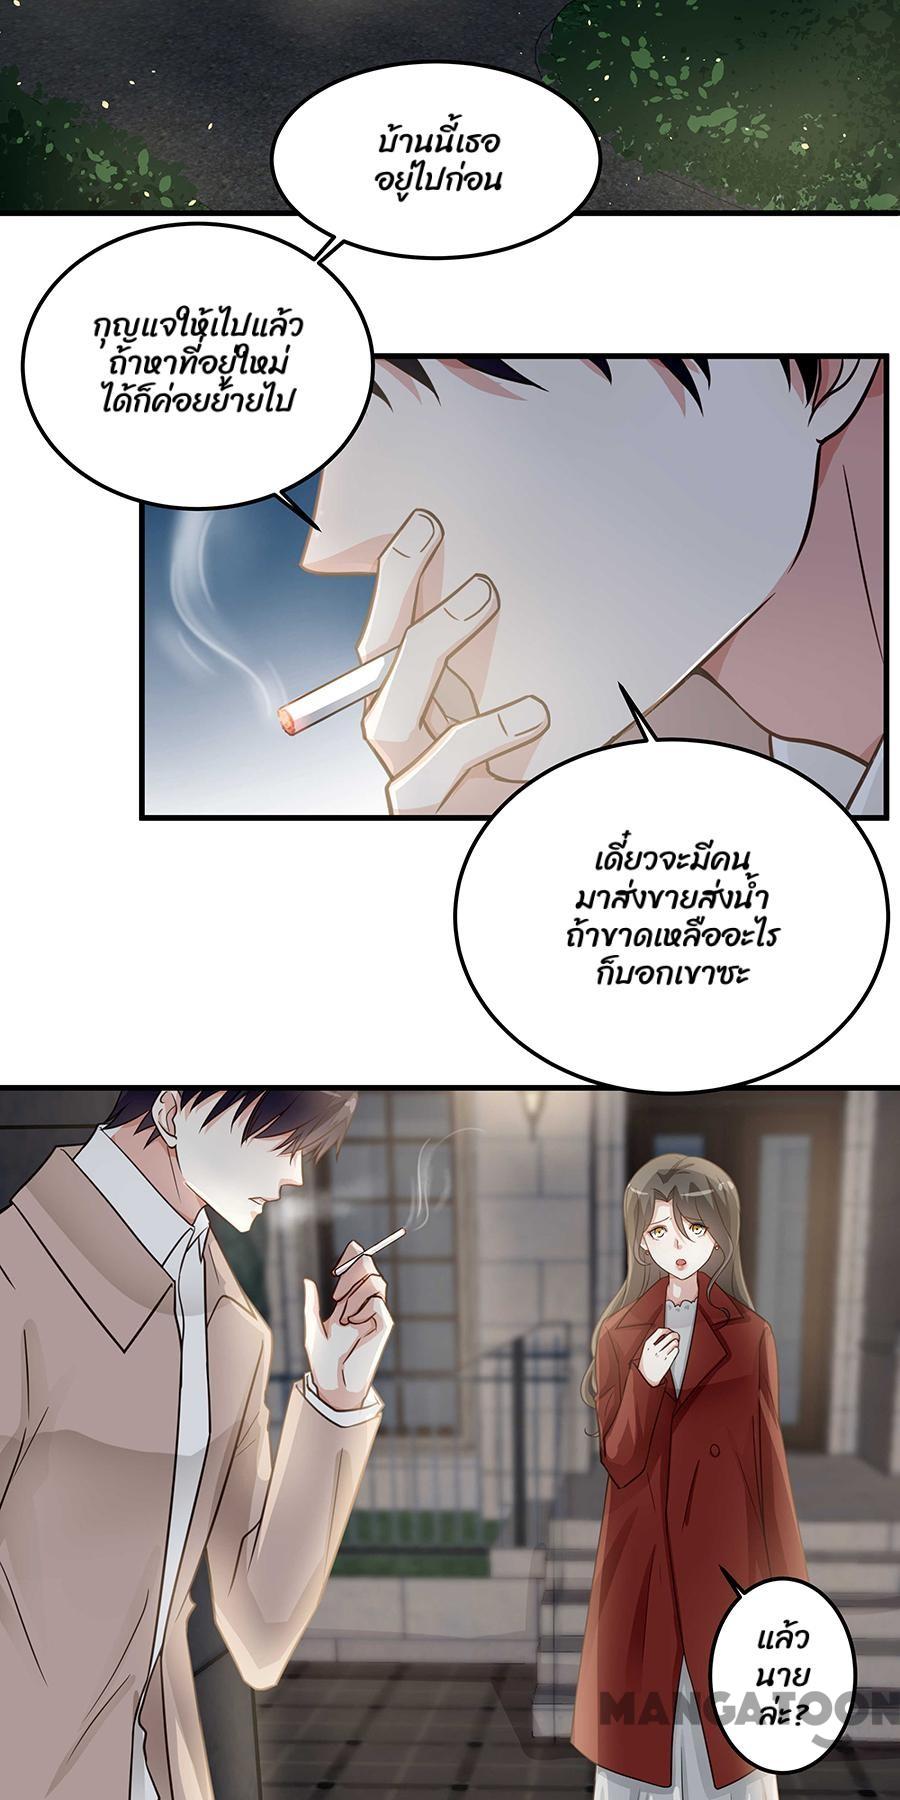 บ้านนี้เธอ
อยู่ไปก่อน
กุญแจให้ไปแล้ว
ถ้าหาที่อยู่ใหม่
ได้ก็ค่อยย้ายไป
เดี๋ยวจะมีคน
มาส่งขายส่งน้ำ
ถ้าขาดเหลืออะไร
ก็บอกเขาซะ
แล้ว
นาย
ล่ะ?
MANGATOON